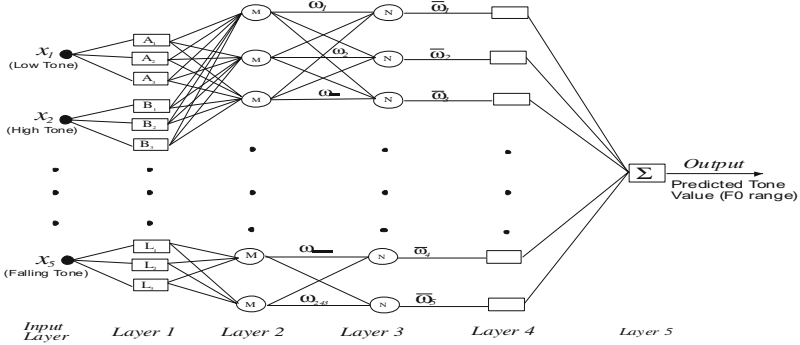 M ω1 N ω̅1
A1
x1 A2 M ω2 N ω̅2
(Low Tone)
A3
M ω N ω̅3
B1
x2 B2
(High Tone)
B3
Σ Output
Predicted Tone
Value (F0 range)
L1
M ω N ω̅4
x5 L2
(Falling Tone)
L3
M ω243 N ω̅5
Input
Layer Layer 1 Layer 2 Layer 3 Layer 4 Layer 5